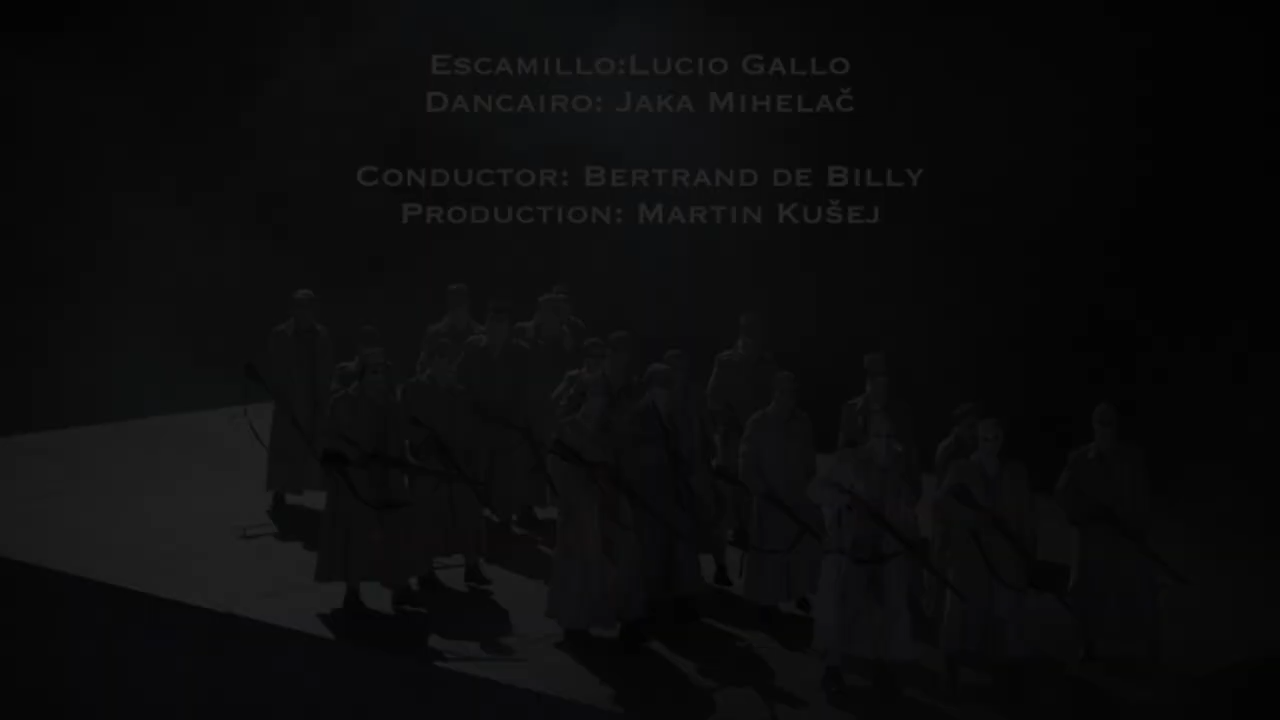 Escamillo:Lucio Gallo
Dancairo: Jaka Mihelač
Conductor: Bertrand de Billy
Production: Martin Kušej